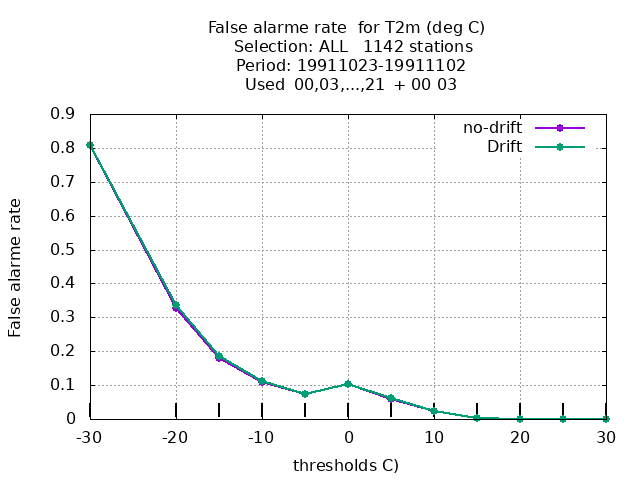 False alarme rate  for T2m (deg C)
Selection: ALL   1142 stations
Period: 19911023-19911102
Used  00,03,...,21  + 00 03
no-drift
Drift
False alarme rate
0.9
0.8
0.7
0.6
0.5
0.4
0.3
0.2
0.1
0
-30 -20 -10 0 10 20 30
thresholds C)